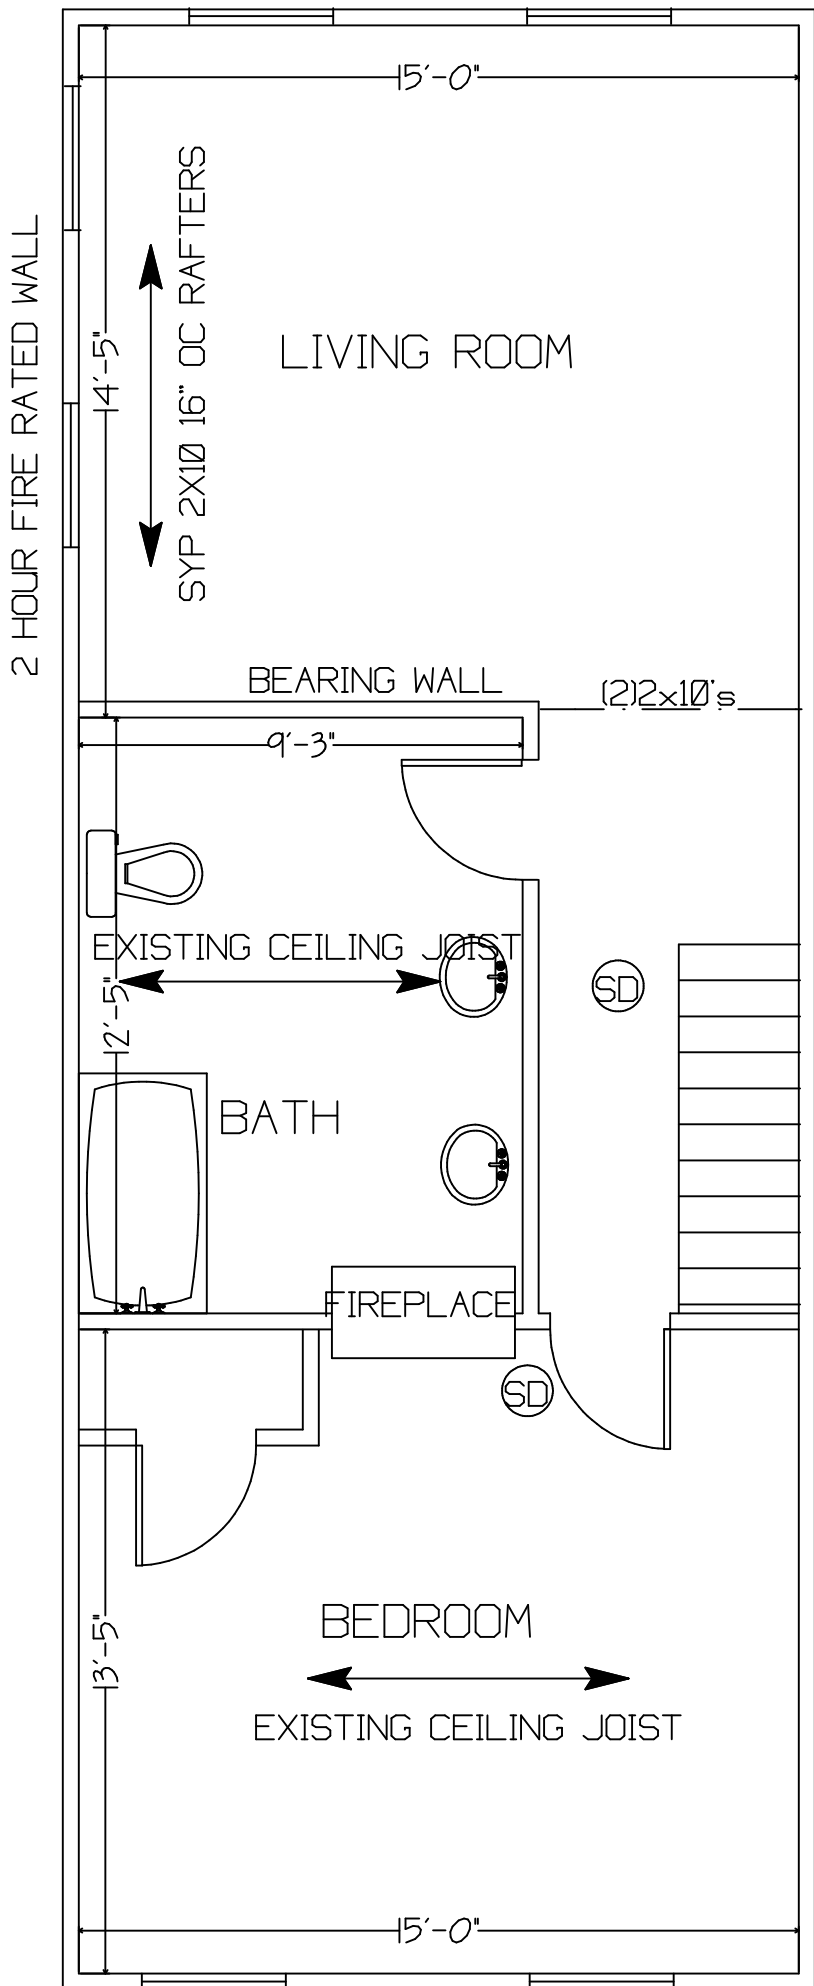 15'-0"
2 HOUR FIRE RATED WALL
14'-5"
SYP 2X10 16" OC RAFTERS
LIVING ROOM
BEARING WALL
(2)2x10's
9'-3"
EXISTING CEILING JOIST
SD
12'-5"
BATH
FIREPLACE
SD
BEDROOM
13'-5"
EXISTING CEILING JOIST
15'-0"